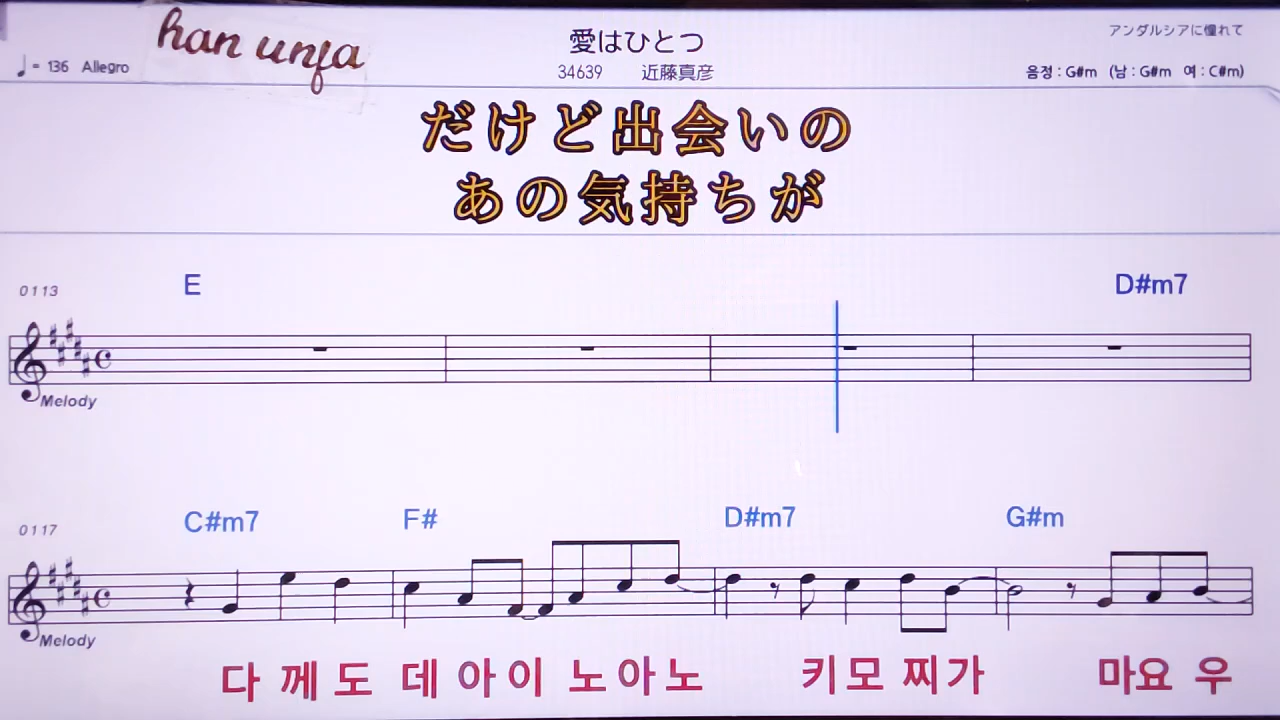 han unfa
♩= 136 Allegro
愛はひとつ
34639 近藤真彦
アンダルシアに憧れて
음정 : G#m (남 : G#m 여 : C#m)
だけど出会いの
あの気持ちが
0113
E D#m7
Melody
0117
C#m7 F# D#m7 G#m
Melody
다 께 도 데 아 이 노 아 노 키 모 찌 가 마 요 우